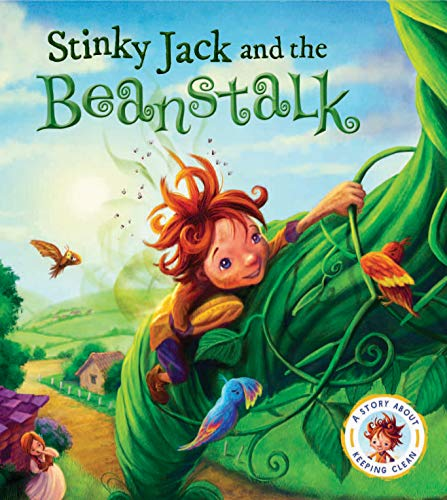 Stinky Jack and the
Beanstalk
A STORY ABOUT
KEEPING CLEAN